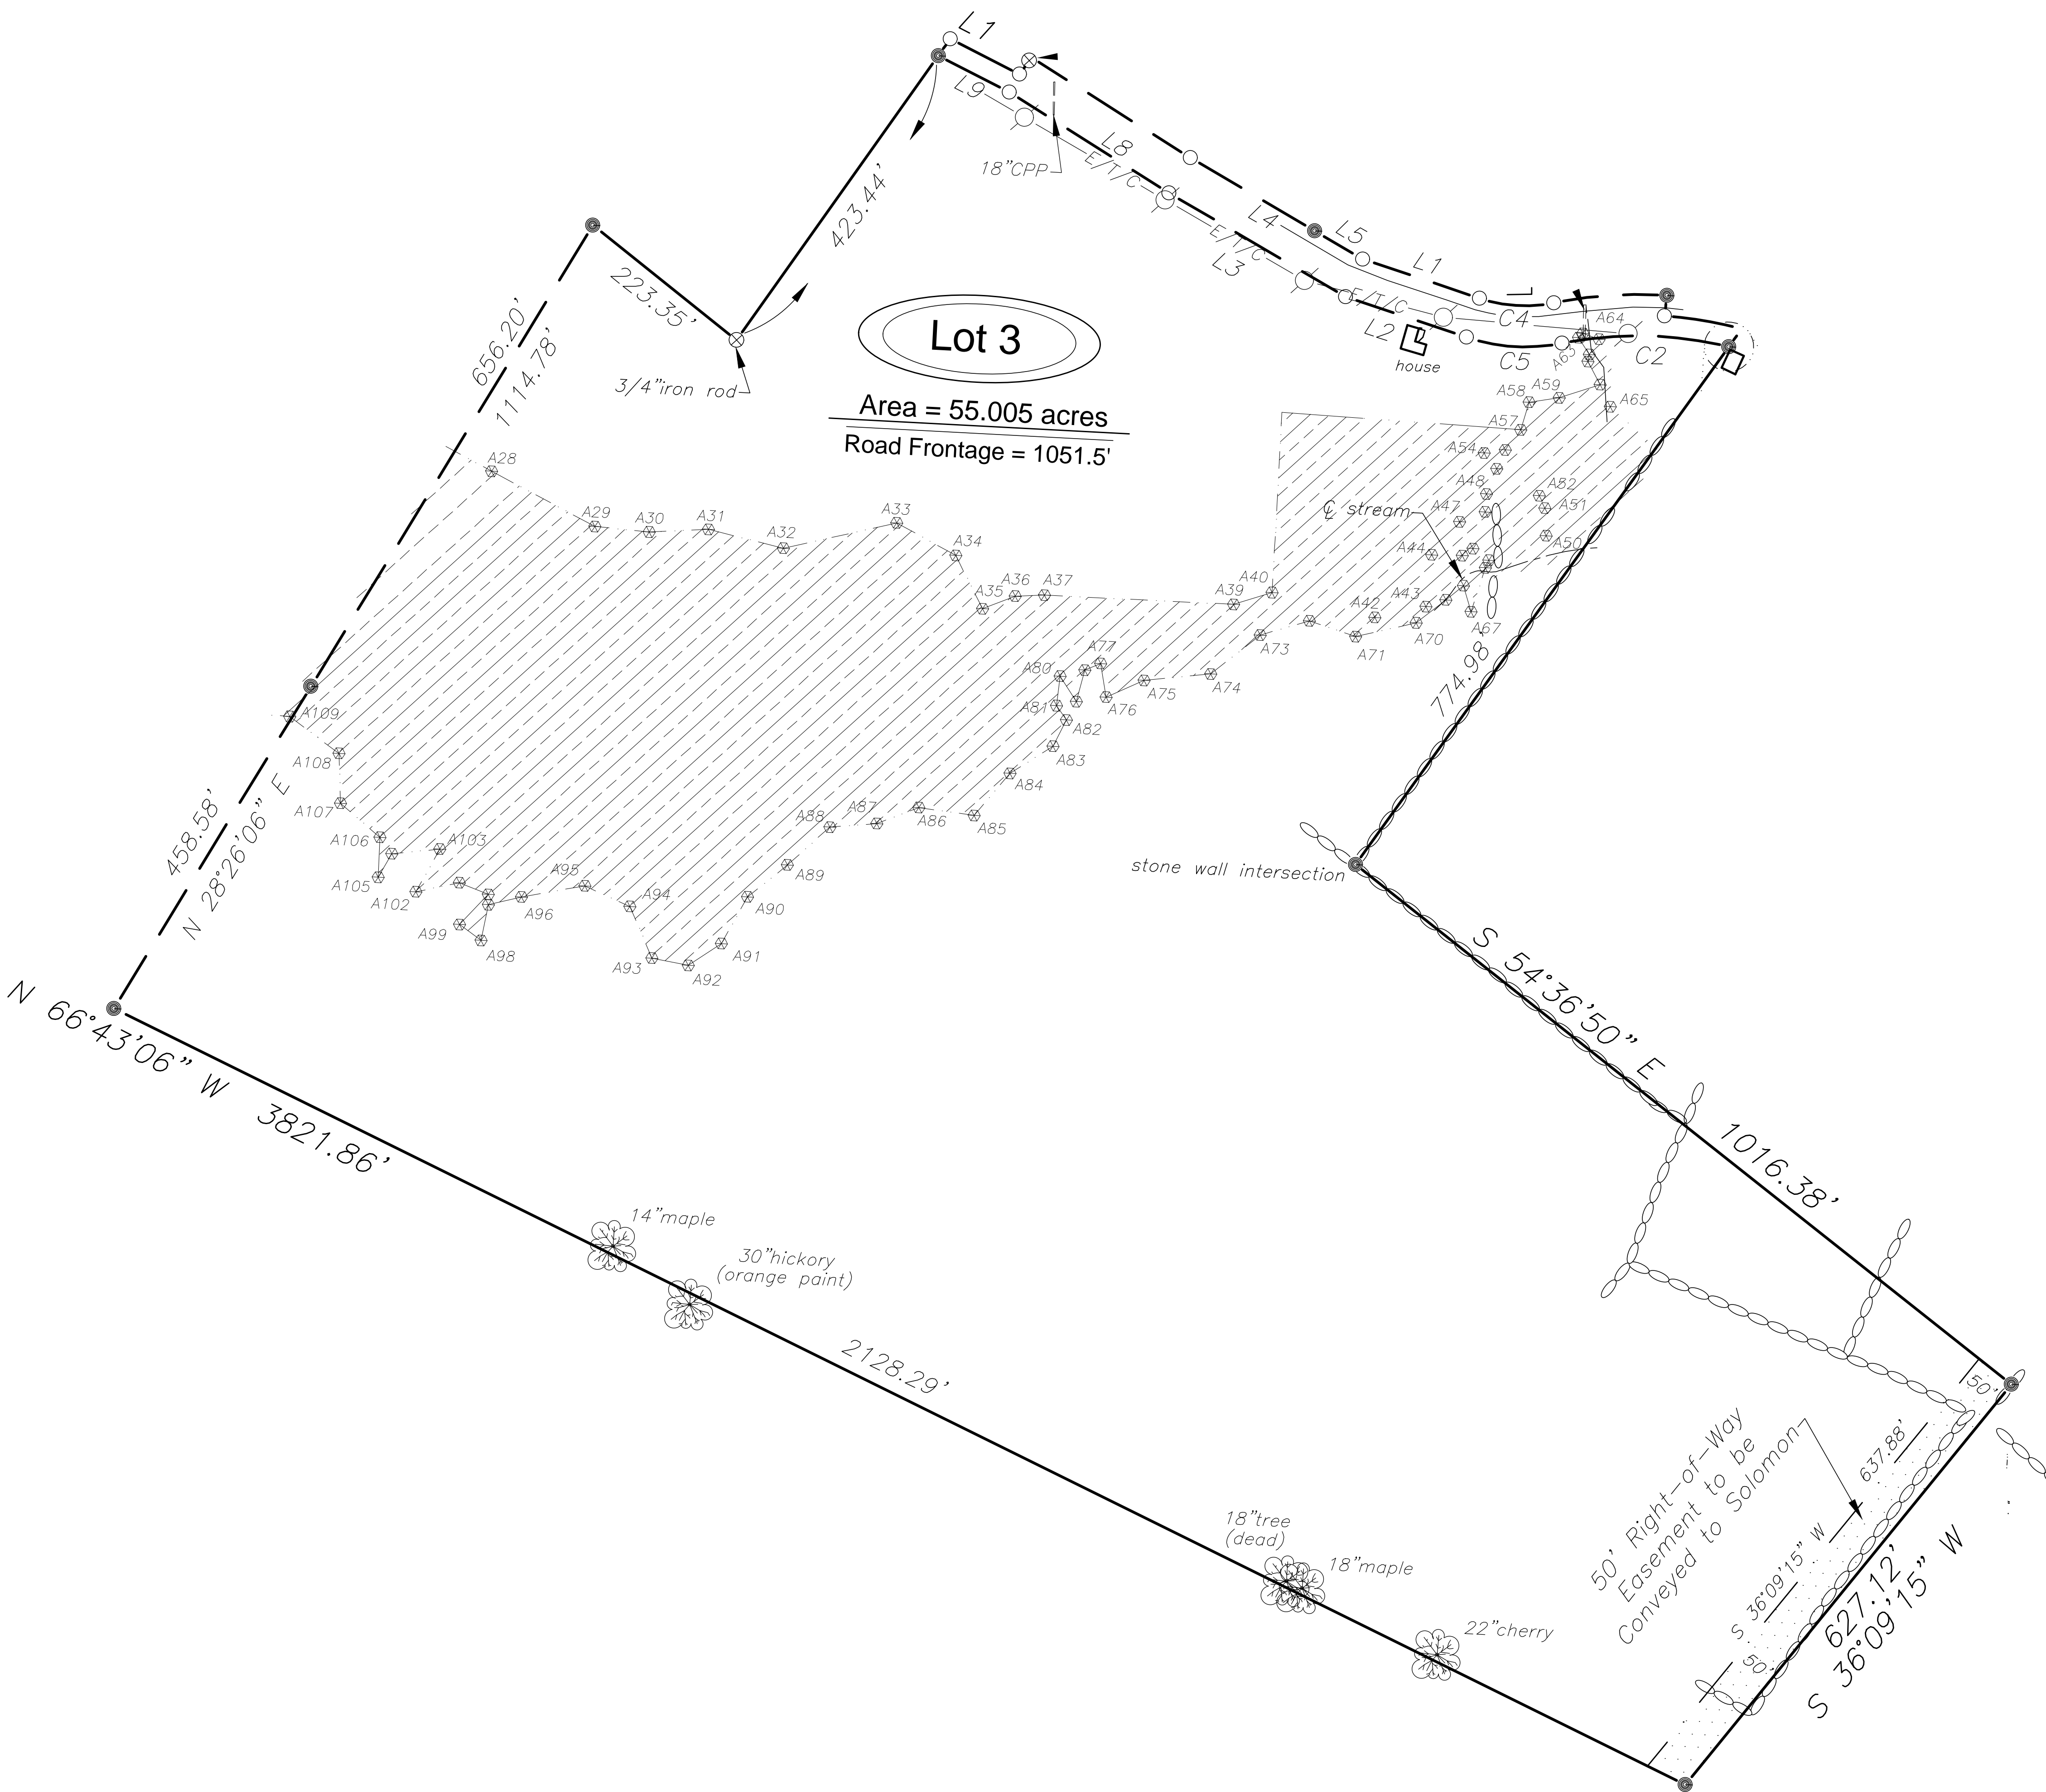 L1
L9
18"CPP
L8
E/T/C
L4
E/T/C
L3
L5
L1
E/T/C
L2
C4
C5
C2
house
423.44'
223.35'
656.20'
1114.78'
3/4"iron rod
Lot 3
Area = 55.005 acres
Road Frontage = 1051.5'
A64
A63
A58
A59
A65
A57
A54
A48
A52
A47
A51
℄ stream
A44
A50
A28
A29
A30
A31
A32
A33
A34
A35
A36
A37
A39
A40
A42
A43
A67
A70
A71
A73
A74
A75
A76
A77
A80
A81
A82
A83
A84
A85
A86
A87
A88
A89
A90
A91
A92
A93
A94
A95
A96
A98
A99
A102
A103
A105
A106
A107
A108
A109
774.98'
458.58'
N 28°26'06" E
stone wall intersection
S 54°36'50" E
1016.38'
N 66°43'06" W
3821.86'
14"maple
30"hickory
(orange paint)
2128.29'
18"tree
(dead)
18"maple
22"cherry
50'
50' Right-of-Way
Easement to be
Conveyed to Solomon
637.88'
S 36°09'15" W
50'
627.12'
S 36°09'15" W